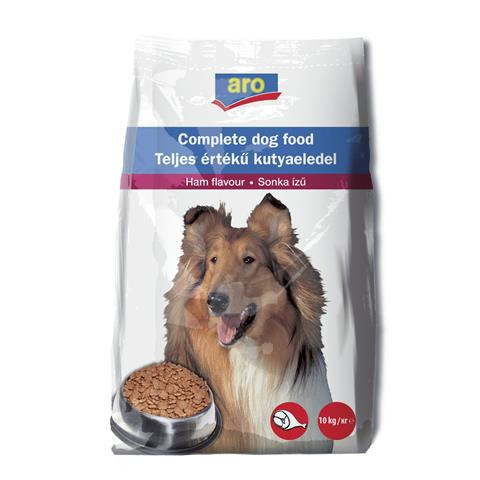 aro
Complete dog food
Teljes értékű kutyaeledel
Ham flavour • Sonka ízű
10 kg/кг e